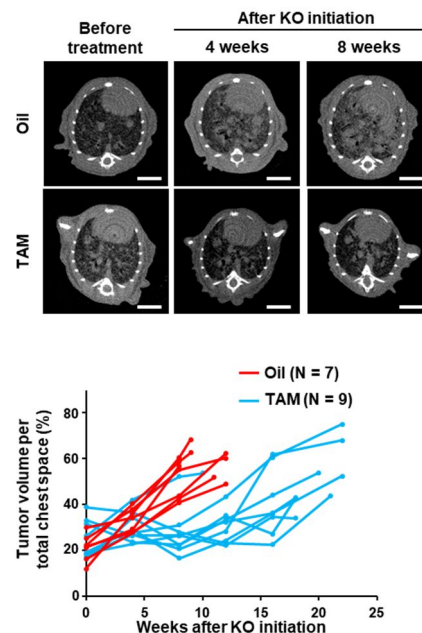 After KO initiation
Before
treatment
4 weeks
8 weeks
Oil
TAM
Oil (N = 7)
TAM (N = 9)
Tumor volume per
total chest space (%)
80
60
40
20
0
0
5
10
15
20
25
Weeks after KO initiation